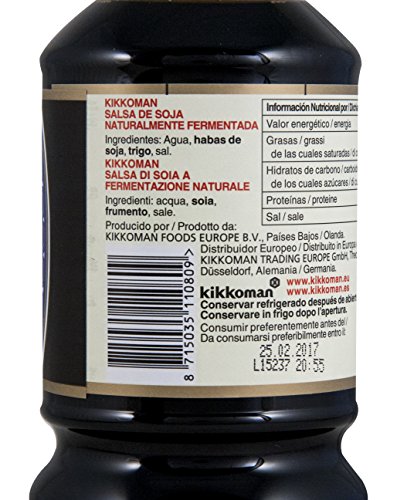 KIKKOMAN
SALSA DE SOJA
NATURALMENTE FERMENTADA
Ingredientes: Agua, habas de
soja, trigo, sal.
KIKKOMAN
SALSA DI SOIA A
FERMENTAZIONE NATURALE
Ingredienti: acqua, soia,
frumento, sale.
Producido por / Prodotto da:
KIKKOMAN FOODS EUROPE B.V., Países Bajos / Olanda.
Distribuidor Europeo / Distribuito in Europa
KIKKOMAN TRADING EUROPE GmbH,
Düsseldorf, Alemania / Germania.
www.kikkoman.eu
www.kikkoman.es
kikkoman®
Conservar refrigerado después de
Conservare in frigo dopo l'apertura.
Consumir preferentemente antes del /
Da consumarsi preferibilmente
25.02.2017
L15237 20:55
8 715035 110809 >
Información Nutricional por /
Valor energético / energia
Grasas / grassi
de las cuales saturadas /
Hidratos de carbono /
de los cuales azúcares /
Proteínas / proteine
Sal / sale